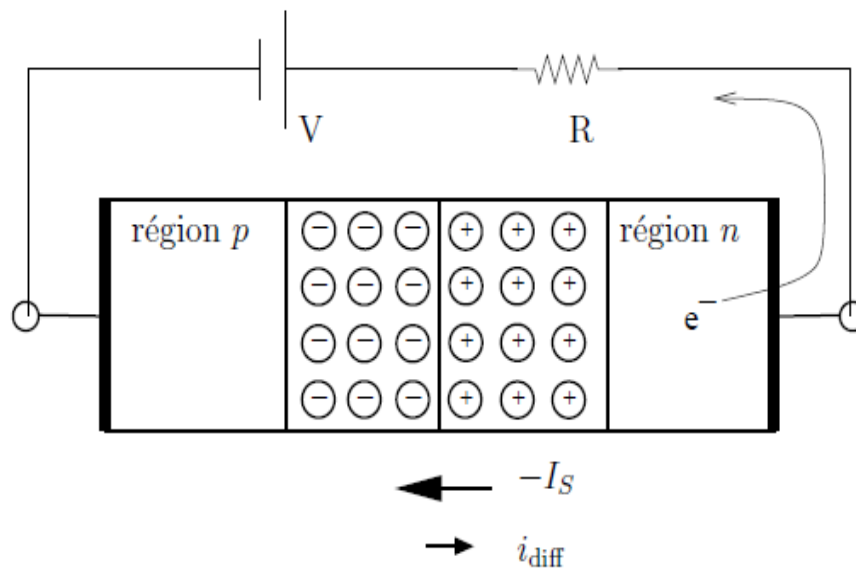 V
R
région p
région n
− − − + + +
− − − + + +
e−
− − − + + +
− − − + + +
−I_S
i_diff